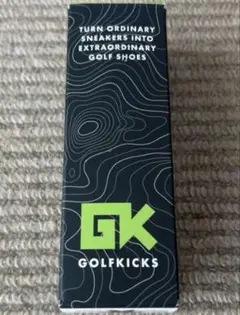 TURN ORDINARY
SNEAKERS INTO
EXTRAORDINARY
GOLF SHOES
GK
GOLFKICKS